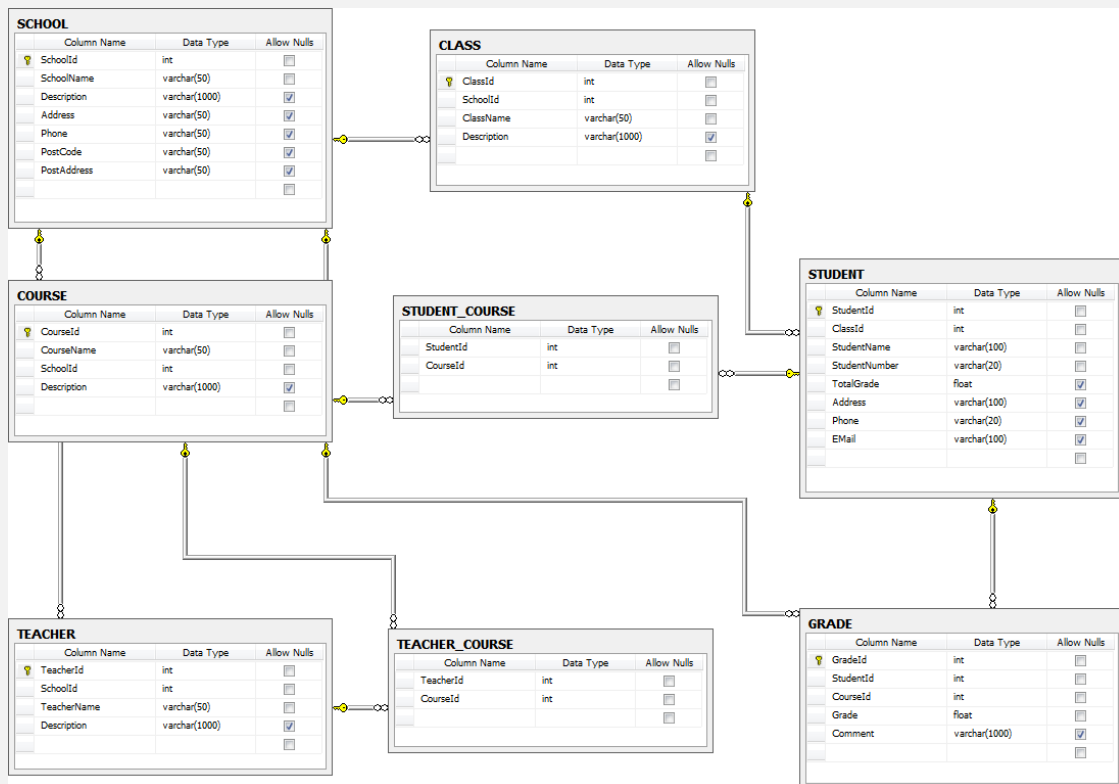 SCHOOL
Column Name Data Type Allow Nulls
SchoolId int
SchoolName varchar(50)
Description varchar(1000)
Address varchar(50)
Phone varchar(50)
PostCode varchar(50)
PostAddress varchar(50)
CLASS
Column Name Data Type Allow Nulls
ClassId int
SchoolId int
ClassName varchar(50)
Description varchar(1000)
COURSE
Column Name Data Type Allow Nulls
CourseId int
CourseName varchar(50)
SchoolId int
Description varchar(1000)
STUDENT_COURSE
Column Name Data Type Allow Nulls
StudentId int
CourseId int
STUDENT
Column Name Data Type Allow Nulls
StudentId int
ClassId int
StudentName varchar(100)
StudentNumber varchar(20)
TotalGrade float
Address varchar(100)
Phone varchar(20)
EMail varchar(100)
TEACHER
Column Name Data Type Allow Nulls
TeacherId int
SchoolId int
TeacherName varchar(50)
Description varchar(1000)
TEACHER_COURSE
Column Name Data Type Allow Nulls
TeacherId int
CourseId int
GRADE
Column Name Data Type Allow Nulls
GradeId int
StudentId int
CourseId int
Grade float
Comment varchar(1000)